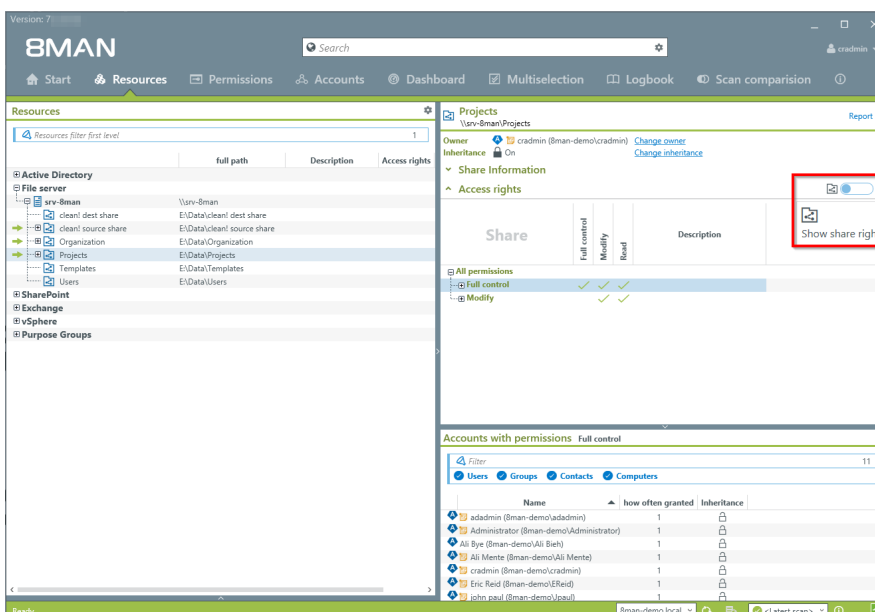 Version: 7
8MAN
Search
cradmin
Start Resources Permissions Accounts Dashboard Multiselection Logbook Scan comparision
Resources
Resources filter first level 1
full path Description Access rights
Active Directory
File server
srv-8man \\srv-8man
clean! dest share E:\Data\clean! dest share
clean! source share E:\Data\clean! source share
Organization E:\Data\Organization
Projects E:\Data\Projects
Templates E:\Data\Templates
Users E:\Data\Users
SharePoint
Exchange
vSphere
Purpose Groups
Projects
\\srv-8man\Projects
Report
Owner cradmin (8man-demo\cradmin) Change owner
Inheritance On Change inheritance
Share Information
Access rights
Show share righ
Share Full control Modify Read Description
All permissions
Full control
Modify
Accounts with permissions Full control
Filter 11
Users Groups Contacts Computers
Name how often granted Inheritance
adadmin (8man-demo\adadmin) 1
Administrator (8man-demo\Administrator) 1
Ali Bye (8man-demo\Ali Bieh) 1
Ali Mente (8man-demo\Ali Mente) 1
cradmin (8man-demo\cradmin) 1
Eric Reid (8man-demo\EReid) 1
john paul (8man-demo\Jpaul) 1
Ready 8man-demo.local <Latest scan>